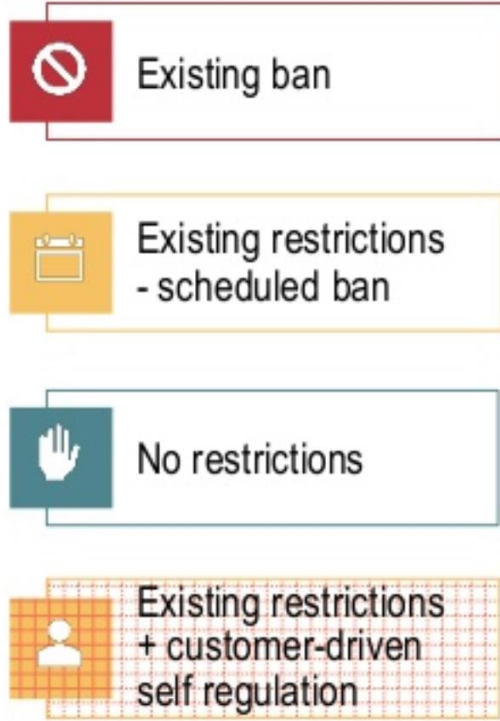 Existing ban
Existing restrictions
- scheduled ban
No restrictions
Existing restrictions
+ customer-driven
self regulation